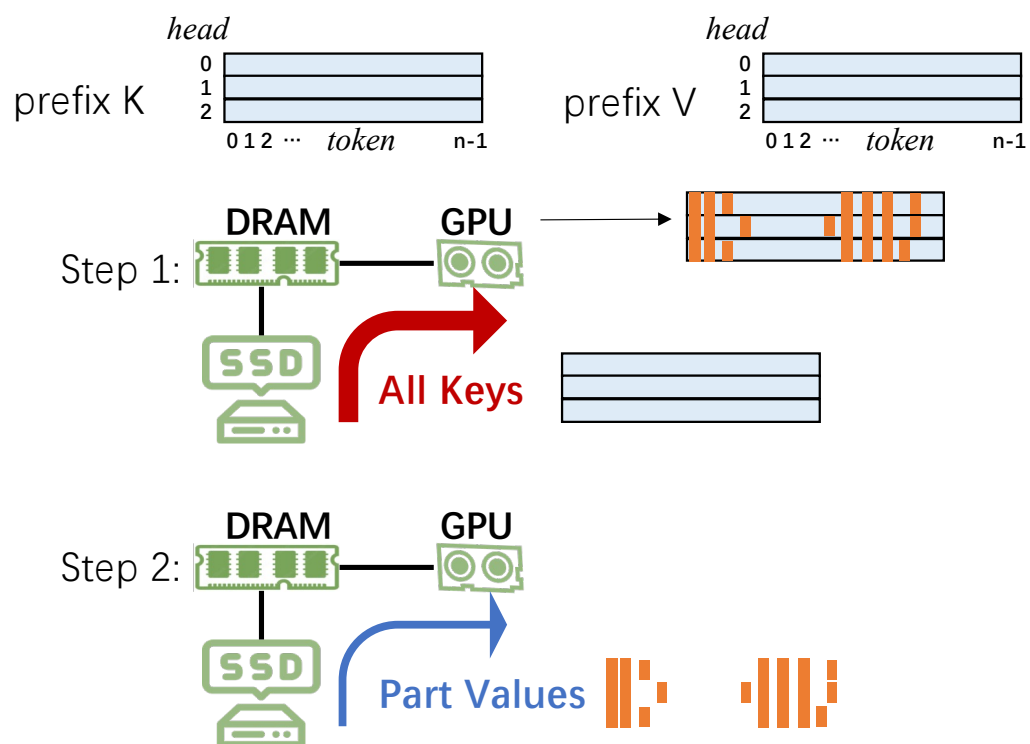 head
0
1
2
prefix K
0 1 2 ··· token n-1
head
0
1
2
prefix V
0 1 2 ··· token n-1
Step 1:
DRAM
GPU
SSD
All Keys
Step 2:
DRAM
GPU
SSD
Part Values